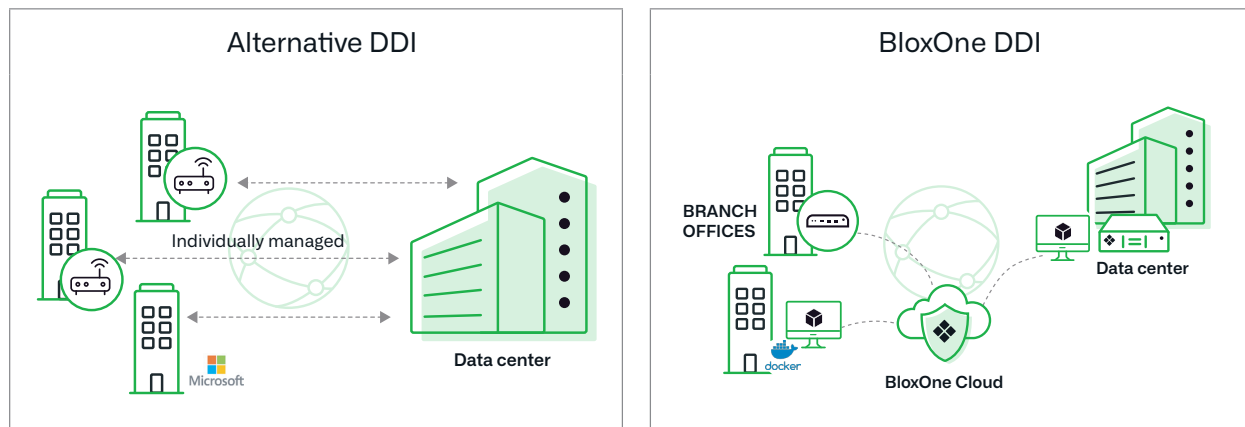 Alternative DDI
Individually managed
Microsoft
Data center
BloxOne DDI
BRANCH
OFFICES
Data center
docker
BloxOne Cloud